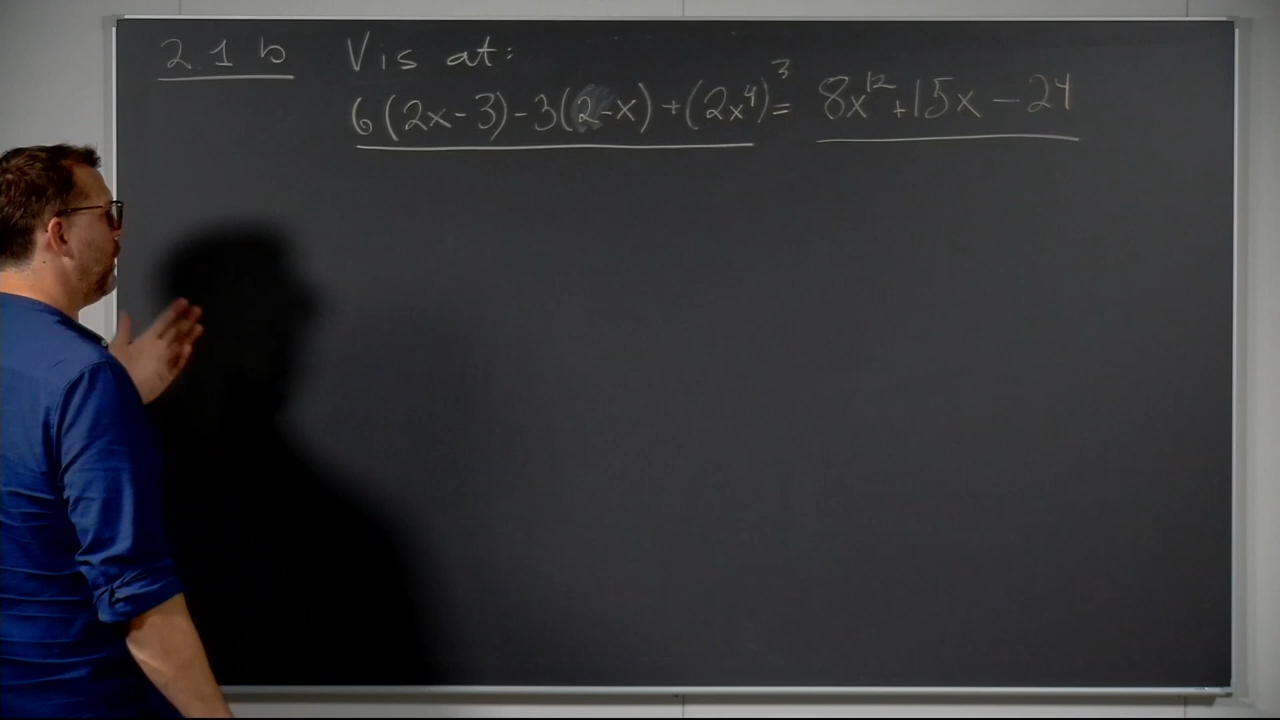 2.1 b Vis at:
6(2x-3)-3(2-x)+(2x⁴)³= 8x¹²+15x-24